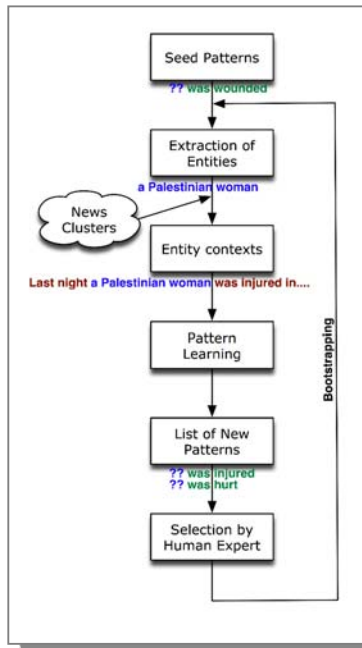 Seed Patterns
?? was wounded
Extraction of
Entities
a Palestinian woman
News
Clusters
Entity contexts
Last night a Palestinian woman was injured in....
Pattern
Learning
List of New
Patterns
?? was injured
?? was hurt
Selection by
Human Expert
Bootstrapping